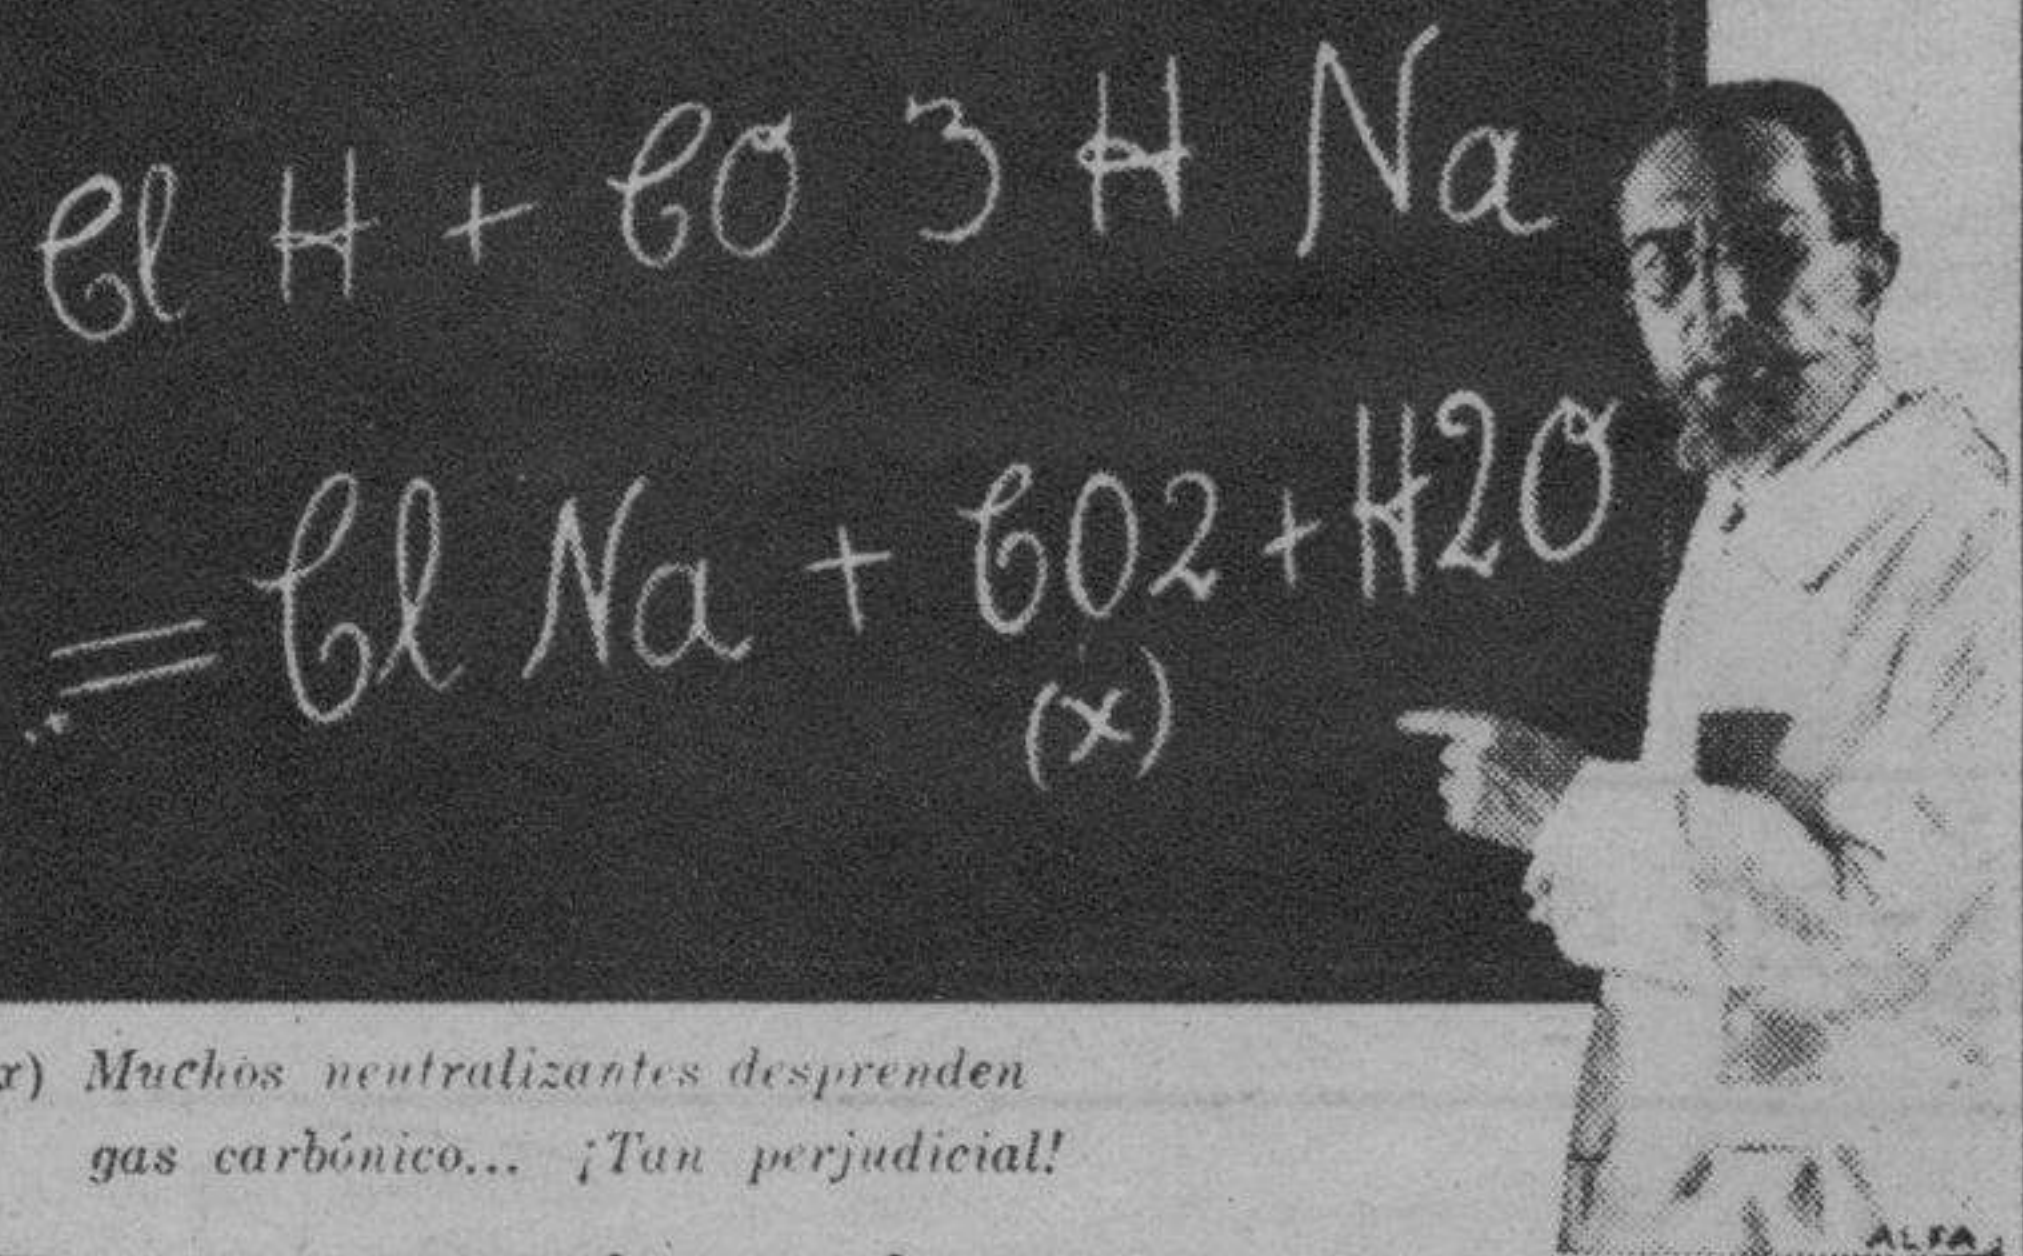 Cl H + CO 3 H Na
= Cl Na + CO2 + H2O
(x)
x) Muchos neutralizantes desprenden
gas carbónico... ¡Tan perjudicial!
ALFA